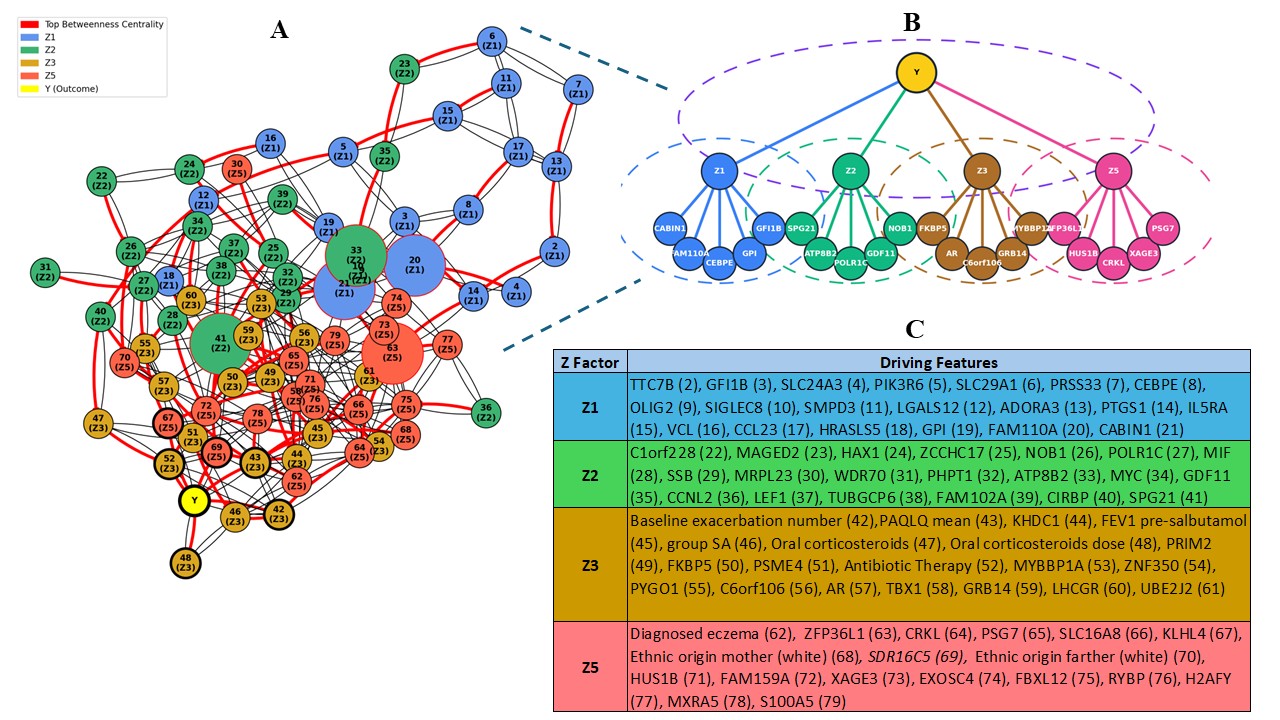 Top Betweenness Centrality
Z1
Z2
Z3
Z5
Y (Outcome)
A
6
(Z1)
23
(Z2)
11
(Z1)
7
(Z1)
15
(Z1)
16
(Z1)
5
(Z1)
35
(Z2)
17
(Z1)
13
(Z1)
24
(Z2)
30
(Z5)
22
(Z2)
12
(Z1)
39
(Z2)
34
(Z2)
19
(Z1)
3
(Z1)
8
(Z1)
26
(Z2)
37
(Z2)
25
(Z2)
33
(Z2)
2
(Z1)
20
(Z1)
31
(Z2)
27
(Z2)
18
(Z1)
38
(Z2)
32
(Z2)
10
(Z1)
21
(Z1)
29
(Z2)
14
(Z1)
4
(Z1)
60
(Z3)
53
(Z3)
74
(Z5)
40
(Z2)
28
(Z2)
41
(Z2)
59
(Z3)
56
(Z3)
79
(Z5)
73
(Z5)
63
(Z5)
77
(Z5)
55
(Z3)
70
(Z5)
65
(Z5)
57
(Z3)
50
(Z3)
49
(Z3)
71
(Z5)
61
(Z3)
58
76
(Z5)
66
(Z5)
75
(Z5)
36
(Z2)
47
(Z3)
67
(Z5)
72
(Z5)
78
(Z5)
51
(Z3)
45
(Z3)
68
(Z5)
54
(Z3)
64
(Z5)
52
(Z3)
69
(Z5)
43
(Z3)
44
(Z3)
62
(Z5)
Y
46
(Z3)
42
(Z3)
48
(Z3)
B
Y
Z1
Z2
Z3
Z5
CABIN1
FAM110A
CEBPE
GPI
GFI1B
SPG21
ATP8B2
POLR1C
GDF11
NOB1
FKBP5
AR
C6orf106
GRB14
MYBBP1A
ZFP36L1
HUS1B
CRKL
XAGE3
PSG7
C
Z Factor Driving Features
Z1
TTC7B (2), GFI1B (3), SLC24A3 (4), PIK3R6 (5), SLC29A1 (6), PRSS33 (7), CEBPE (8),
OLIG2 (9), SIGLEC8 (10), SMPD3 (11), LGALS12 (12), ADORA3 (13), PTGS1 (14), IL5RA
(15), VCL (16), CCL23 (17), HRASLS5 (18), GPI (19), FAM110A (20), CABIN1 (21)
Z2
C1orf228 (22), MAGED2 (23), HAX1 (24), ZCCHC17 (25), NOB1 (26), POLR1C (27), MIF
(28), SSB (29), MRPL23 (30), WDR70 (31), PHPT1 (32), ATP8B2 (33), MYC (34), GDF11
(35), CCNL2 (36), LEF1 (37), TUBGCP6 (38), FAM102A (39), CIRBP (40), SPG21 (41)
Z3
Baseline exacerbation number (42),PAQLQ mean (43), KHDC1 (44), FEV1 pre-salbutamol
(45), group SA (46), Oral corticosteroids (47), Oral corticosteroids dose (48), PRIM2
(49), FKBP5 (50), PSME4 (51), Antibiotic Therapy (52), MYBBP1A (53), ZNF350 (54),
PYGO1 (55), C6orf106 (56), AR (57), TBX1 (58), GRB14 (59), LHCGR (60), UBE2J2 (61)
Z5
Diagnosed eczema (62), ZFP36L1 (63), CRKL (64), PSG7 (65), SLC16A8 (66), KLHL4 (67),
Ethnic origin mother (white) (68), SDR16C5 (69), Ethnic origin farther (white) (70),
HUS1B (71), FAM159A (72), XAGE3 (73), EXOSC4 (74), FBXL12 (75), RYBP (76), H2AFY
(77), MXRA5 (78), S100A5 (79)